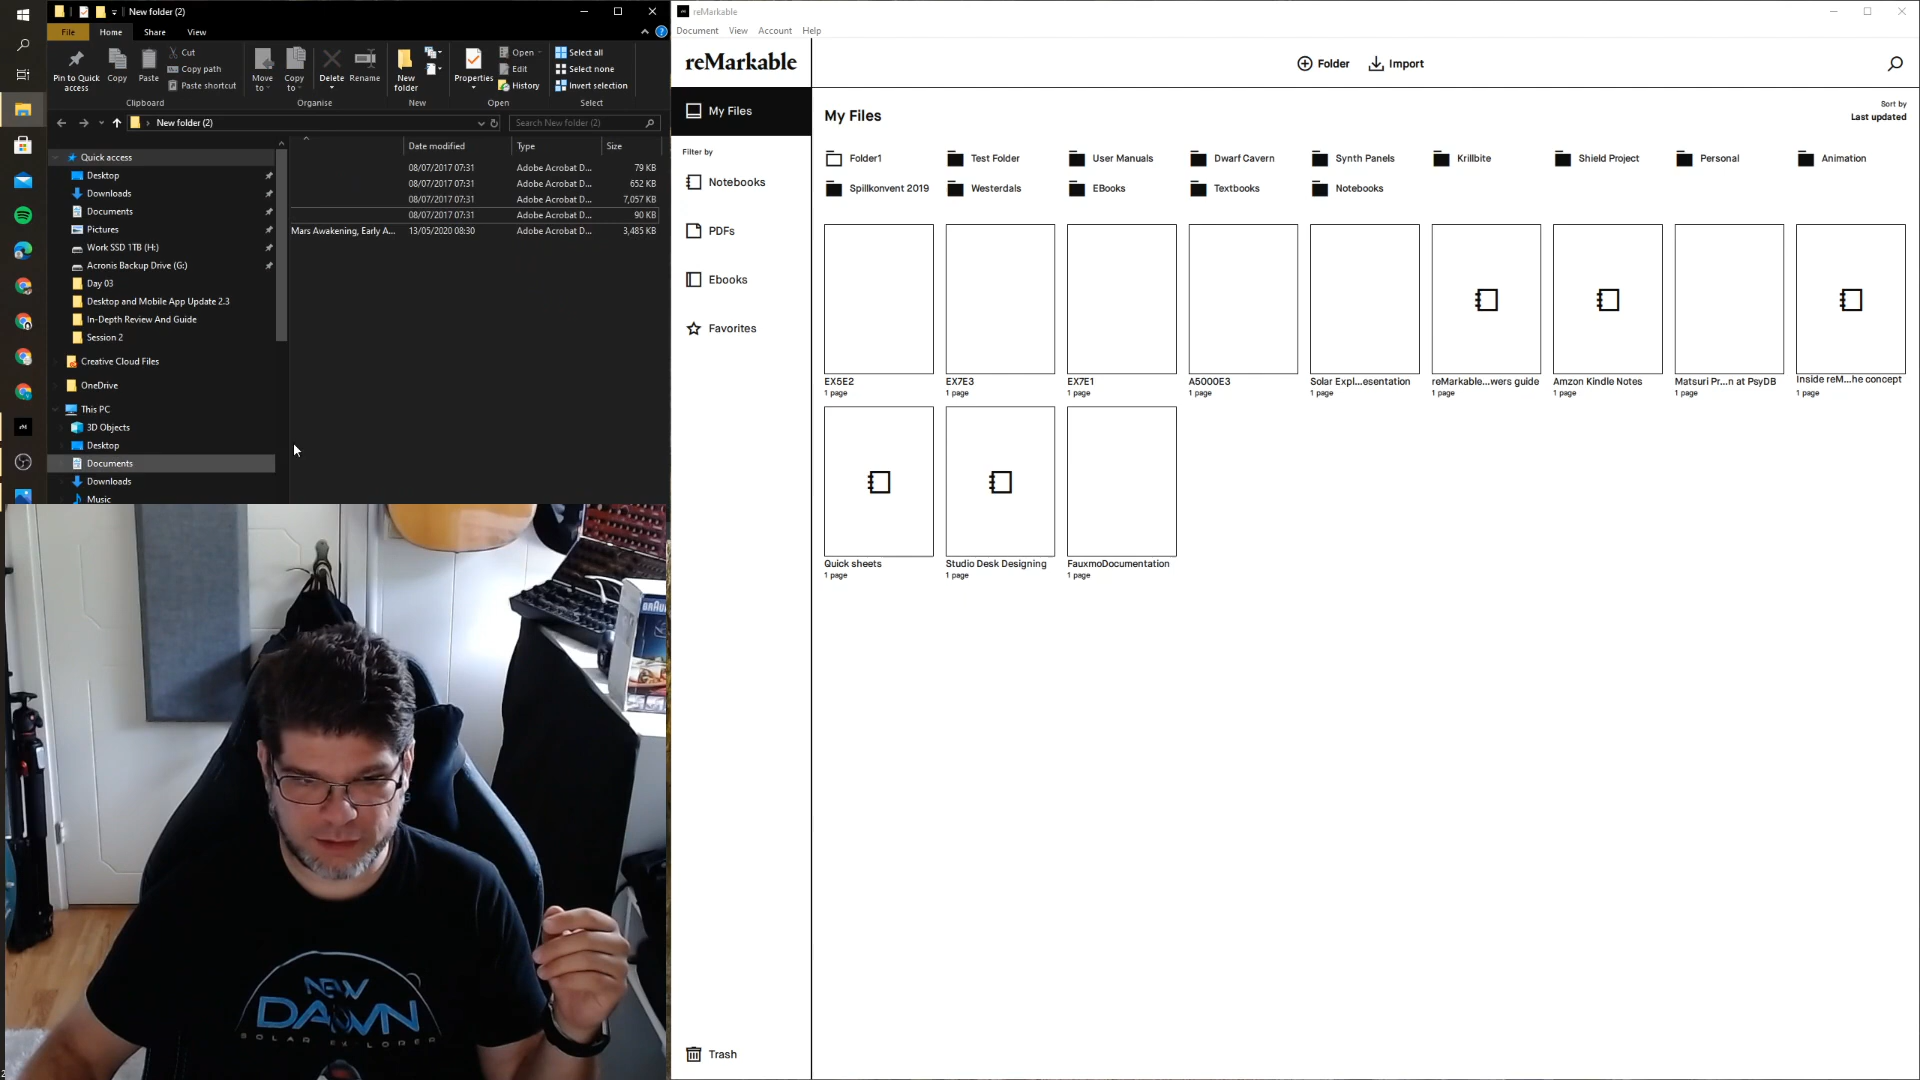 New folder (2)
File
Home
Share
View
Pin to Quick access
Copy
Paste
Cut
Copy path
Paste shortcut
Move to
Copy to
Delete
Rename
New folder
Properties
Open
Edit
History
Select all
Select none
Invert selection
Clipboard
Organise
New
Open
Select
New folder (2)
Search New folder (2)
Date modified
Type
Size
08/07/2017 07:31 Adobe Acrobat D... 79 KB
08/07/2017 07:31 Adobe Acrobat D... 652 KB
08/07/2017 07:31 Adobe Acrobat D... 7,057 KB
08/07/2017 07:31 Adobe Acrobat D... 90 KB
Mars Awakening, Early A... 13/05/2020 08:30 Adobe Acrobat D... 3,485 KB
Quick access
Desktop
Downloads
Documents
Pictures
Work SSD 1TB (H:)
Acronis Backup Drive (G:)
Day 03
Desktop and Mobile App Update 2.3
In-Depth Review And Guide
Session 2
Creative Cloud Files
OneDrive
This PC
3D Objects
Desktop
Documents
Downloads
Music
BRAUN
NEW
DAWN
SOLAR EXPLORER
reMarkable
Document View Account Help
reMarkable
Folder
Import
My Files
Filter by
Notebooks
PDFs
Ebooks
Favorites
Trash
My Files
Sort by
Last updated
Folder1
Test Folder
User Manuals
Dwarf Cavern
Synth Panels
Krillbite
Shield Project
Personal
Animation
Spillkonvent 2019
Westerdals
EBooks
Textbooks
Notebooks
EX5E2
1 page
EX7E3
1 page
EX7E1
1 page
A5000E3
1 page
Solar Expl...esentation
1 page
reMarkable...wers guide
1 page
Amzon Kindle Notes
1 page
Matsuri Pr...n at PsyDB
1 page
Inside reM...he concept
1 page
Quick sheets
1 page
Studio Desk Designing
1 page
FauxmoDocumentation
1 page